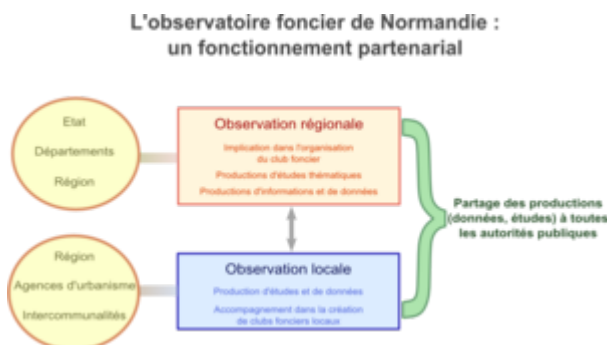 L'observatoire foncier de Normandie :
un fonctionnement partenarial
Etat
Départements
Région
Observation régionale
Implication dans l'organisation
du club foncier
Productions d'études thématiques
Productions d'informations et de données
Partage des productions
(données, études) à toutes
les autorités publiques
Région
Agences d'urbanisme
Intercommunalités
Observation locale
Production d'études et de données
Accompagnement dans la création
de clubs fonciers locaux